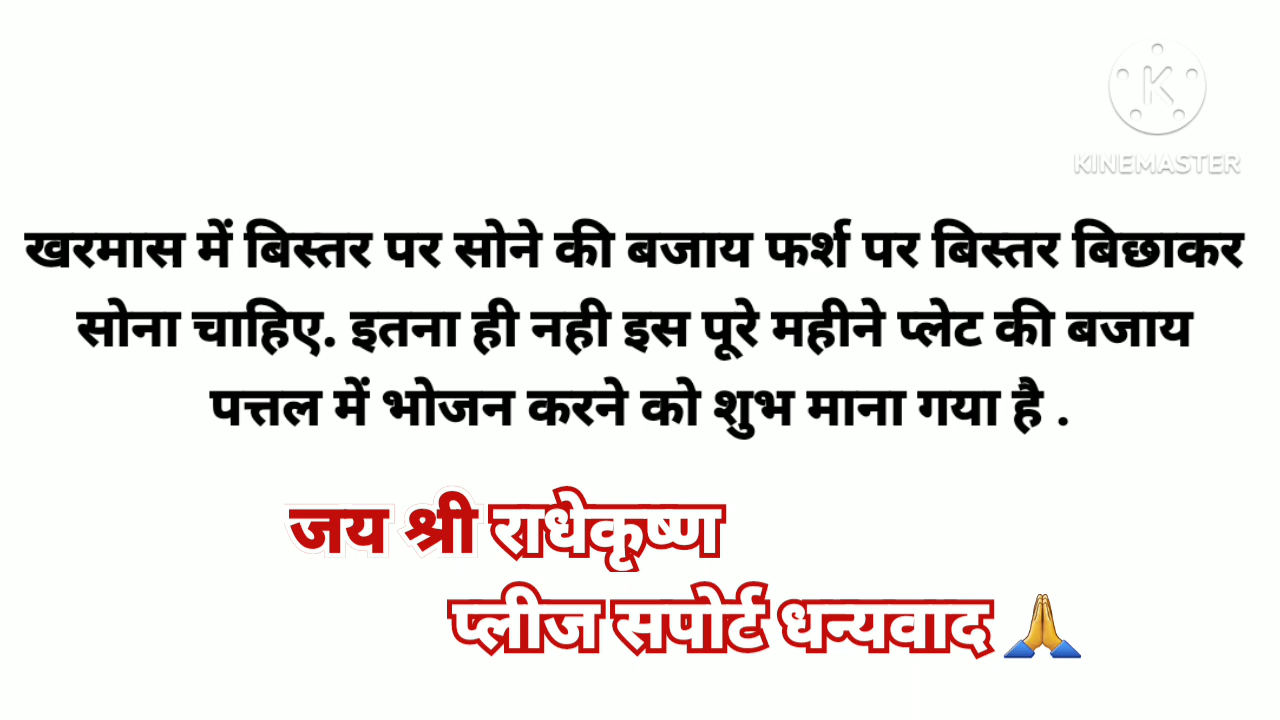 KINEMASTER
खरमास में बिस्तर पर सोने की बजाय फर्श पर बिस्तर बिछाकर
सोना चाहिए. इतना ही नही इस पूरे महीने प्लेट की बजाय
पत्तल में भोजन करने को शुभ माना गया है .
जय श्री राधेकृष्ण
प्लीज सपोर्ट धन्यवाद 🙏